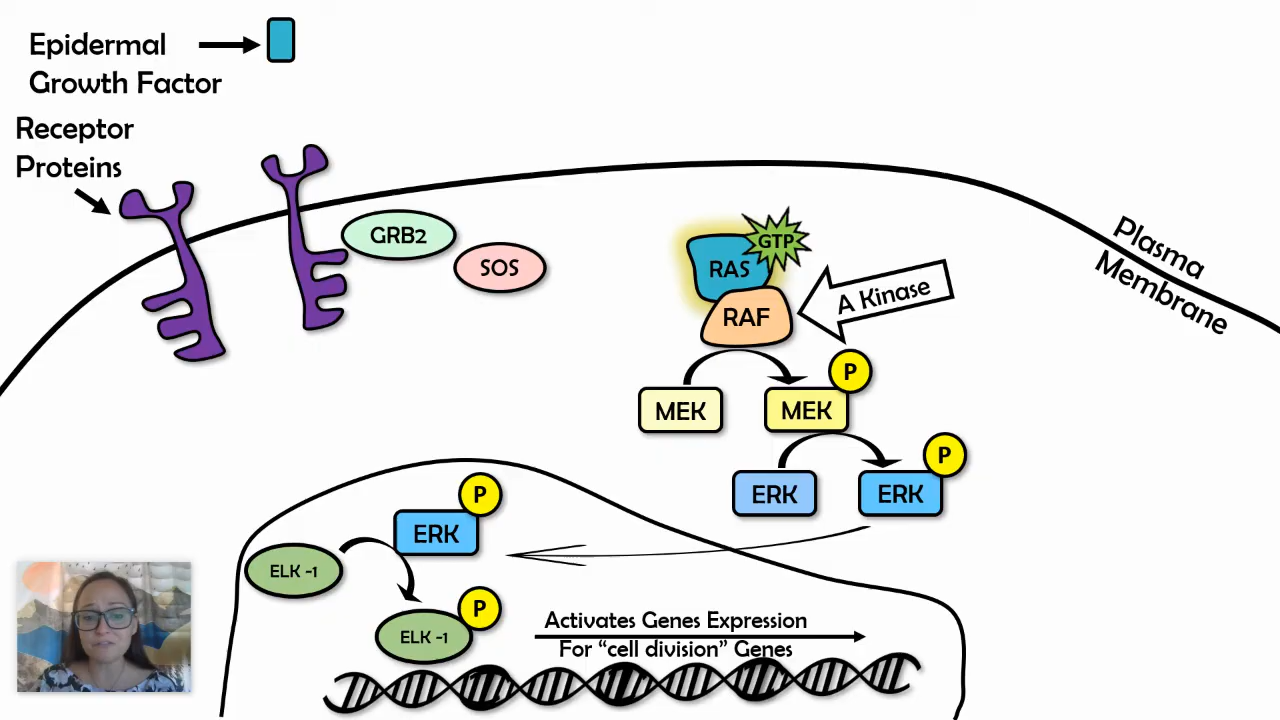 Epidermal
Growth Factor
Receptor
Proteins
GRB2
SOS
RAS
GTP
RAF
A Kinase
Plasma
Membrane
MEK
MEK
P
ERK
ERK
P
ERK
P
ELK -1
ELK -1
P
Activates Genes Expression
For “cell division” Genes